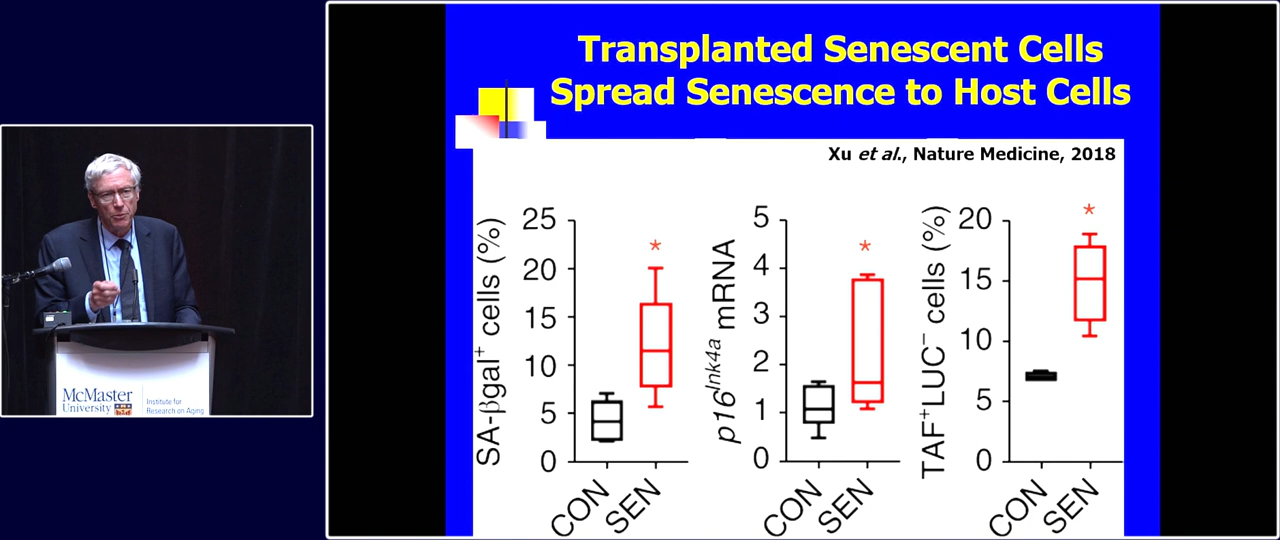 Transplanted Senescent Cells
Spread Senescence to Host Cells
Xu et al., Nature Medicine, 2018
SA-βgal⁺ cells (%)
25
20
15
10
5
0
*
CON
SEN
p16ᴵⁿᵏ⁴ᵃ mRNA
5
4
3
2
1
0
*
CON
SEN
TAF⁺LUC⁻ cells (%)
20
15
10
5
0
*
CON
SEN
McMaster
University
Institute for
Research on Aging